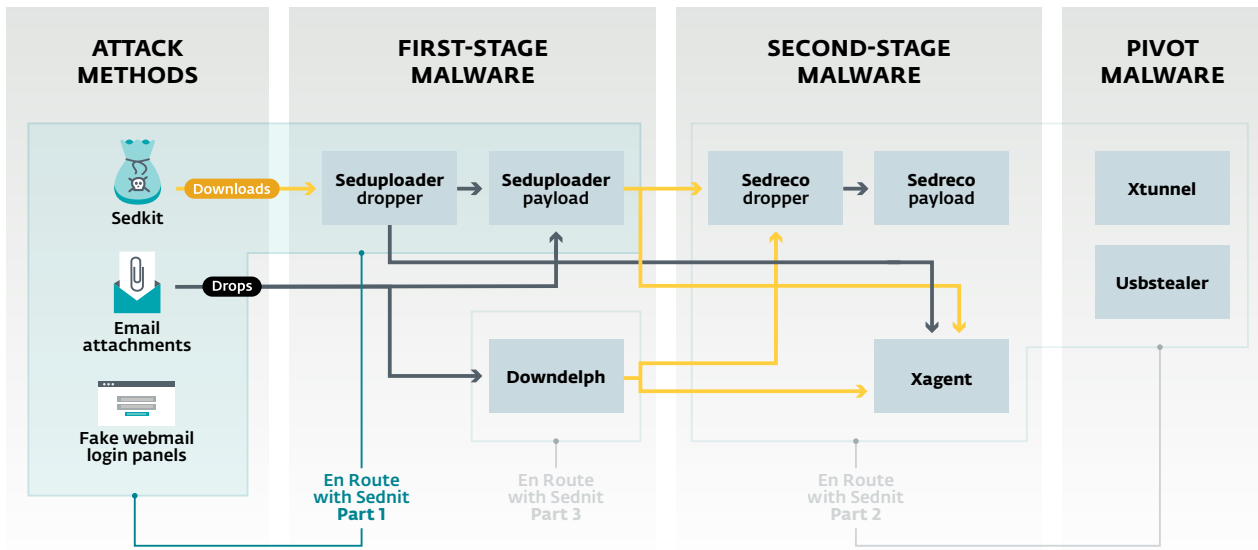 ATTACK
METHODS
FIRST-STAGE
MALWARE
SECOND-STAGE
MALWARE
PIVOT
MALWARE
Sedkit
Downloads
Seduploader
dropper
Seduploader
payload
Sedreco
dropper
Sedreco
payload
Xtunnel
Email
attachments
Drops
Usbstealer
Fake webmail
login panels
Downdelph
Xagent
En Route
with Sednit
Part 1
En Route
with Sednit
Part 3
En Route
with Sednit
Part 2